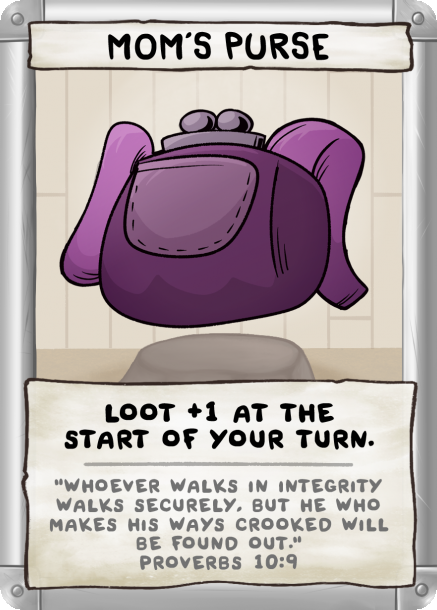 MOM'S PURSE
LOOT +1 AT THE
START OF YOUR TURN.
"WHOEVER WALKS IN INTEGRITY
WALKS SECURELY, BUT HE WHO
MAKES HIS WAYS CROOKED WILL
BE FOUND OUT."
PROVERBS 10:9